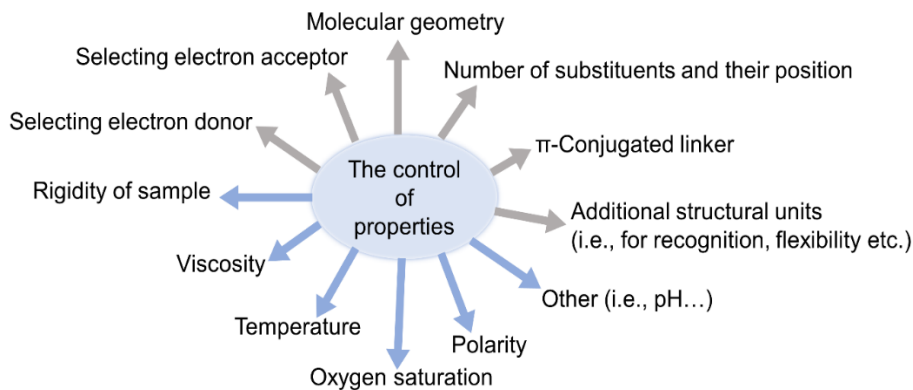 Molecular geometry
Selecting electron acceptor
Number of substituents and their position
Selecting electron donor
π-Conjugated linker
The control
of
properties
Rigidity of sample
Additional structural units
(i.e., for recognition, flexibility etc.)
Viscosity
Other (i.e., pH…)
Temperature
Polarity
Oxygen saturation